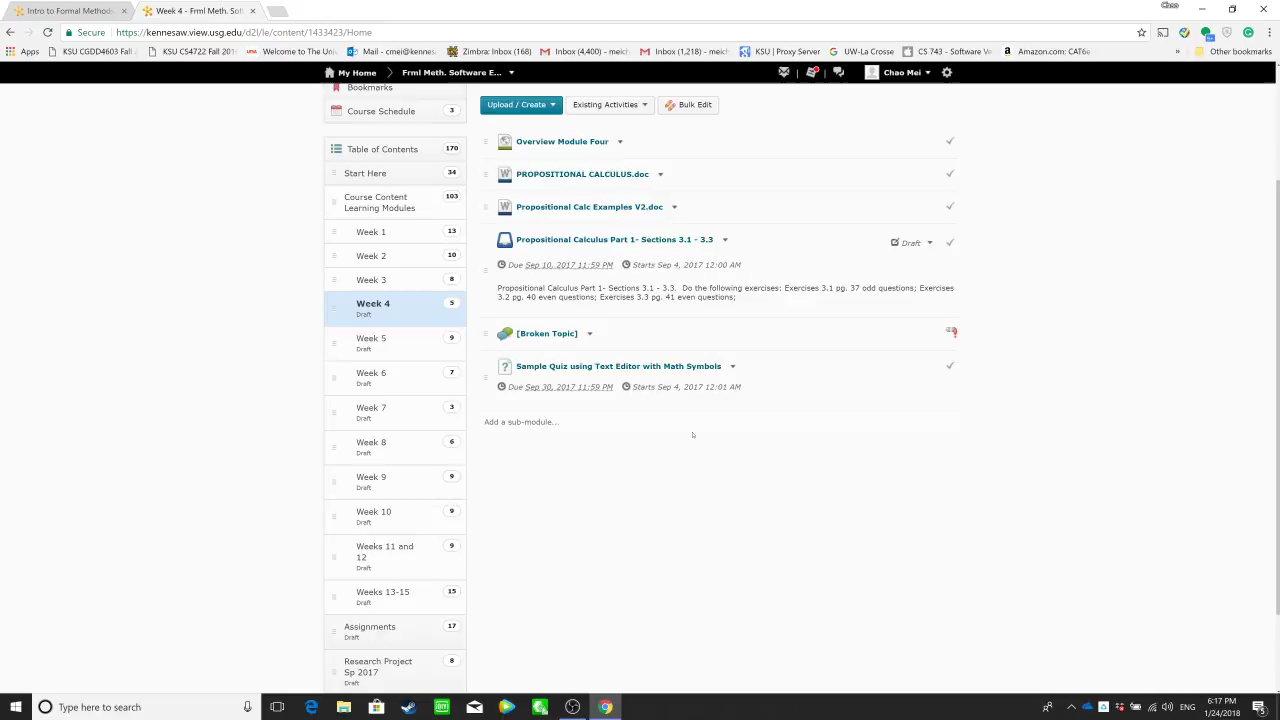 Intro to Formal Methods
Week 4 - Frml Meth. Soft
Chao
Secure
https://kennesaw.view.usg.edu/d2l/le/content/1433423/Home
Apps
KSU CGDD4603 Fall
KSU CS4722 Fall 201
Welcome to The Uni
Mail - cmei@kennes
Zimbra: Inbox (168)
Inbox (4,400) - meich
Inbox (1,218) - meich
KSU | Proxy Server
UW-La Crosse
CS 743 - Software Ve
Amazon.com: CAT6e
»
Other bookmarks
My Home
Frml Meth. Software E...
Chao Mei
Bookmarks
Course Schedule 3
Table of Contents 170
Start Here 34
Course Content 103
Learning Modules
Week 1 13
Week 2 10
Week 3 8
Week 4 5
Draft
Week 5 9
Draft
Week 6 7
Draft
Week 7 3
Draft
Week 8 6
Draft
Week 9 9
Draft
Week 10 9
Draft
Weeks 11 and 9
12
Draft
Weeks 13-15 15
Draft
Assignments 17
Draft
Research Project 8
Sp 2017
Draft
Upload / Create
Existing Activities
Bulk Edit
Overview Module Four
PROPOSITIONAL CALCULUS.doc
Propositional Calc Examples V2.doc
Propositional Calculus Part 1- Sections 3.1 - 3.3
Draft
Due Sep 10, 2017 11:59 PM Starts Sep 4, 2017 12:00 AM
Propositional Calculus Part 1- Sections 3.1 - 3.3. Do the following exercises: Exercises 3.1 pg. 37 odd questions; Exercises
3.2 pg. 40 even questions; Exercises 3.3 pg. 41 even questions;
[Broken Topic]
Sample Quiz using Text Editor with Math Symbols
Due Sep 30, 2017 11:59 PM Starts Sep 4, 2017 12:01 AM
Add a sub-module...
Type here to search
ENG
6:17 PM
1/24/2018